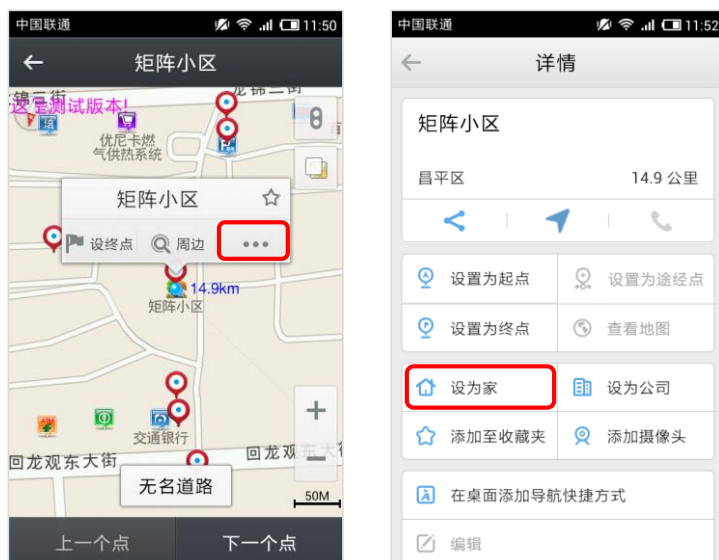 中国联通 11:50
矩阵小区
龙锦三街
这是测试版本!
培
优尼卡燃
气供热系统
矩阵小区
设终点 周边
14.9km
矩阵小区
交通银行
回龙观东大街
回龙观东大街
无名道路
50M
上一个点 下一个点
中国联通 11:52
详情
矩阵小区
昌平区 14.9 公里
设置为起点 设置为途经点
设置为终点 查看地图
设为家 设为公司
添加至收藏夹 添加摄像头
在桌面添加导航快捷方式
编辑